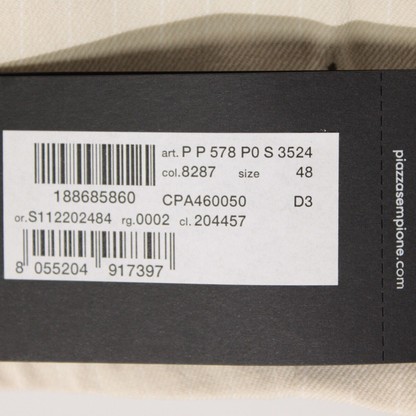 art. P P 578 P0 S 3524
col.8287 size 48
188685860 CPA460050 D3
or.S112202484 rg.0002 cl.204457
8 055204 917397
piazzasempione.com